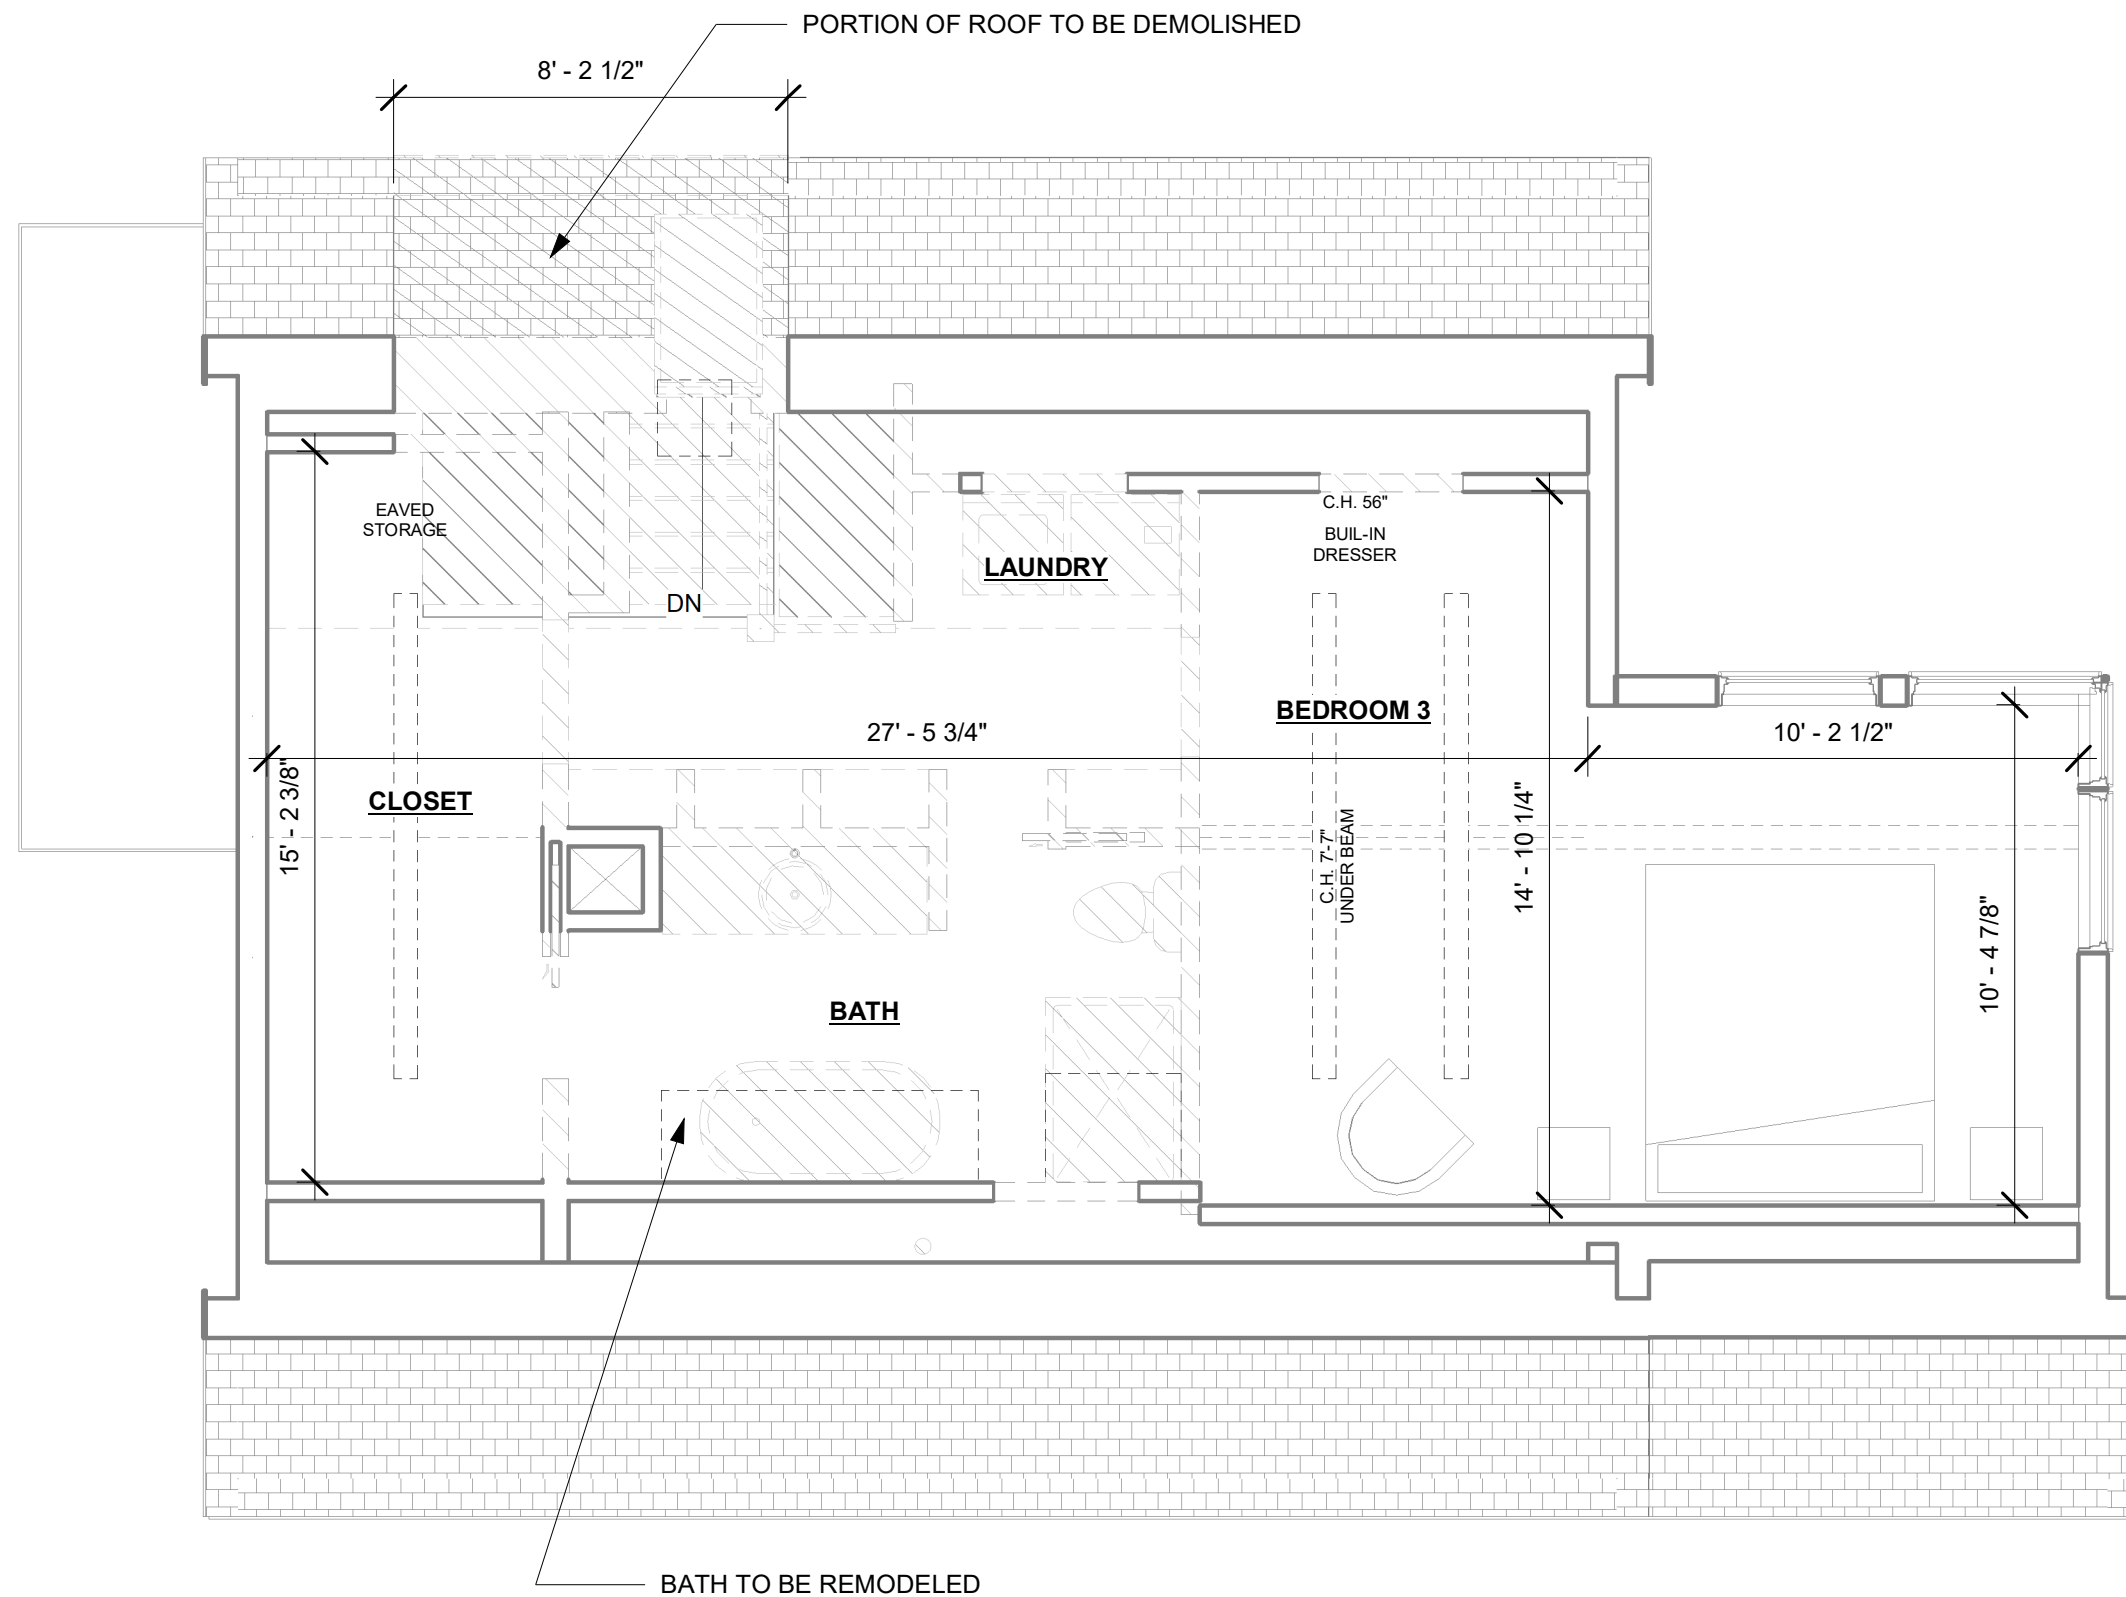 PORTION OF ROOF TO BE DEMOLISHED
8' - 2 1/2"
EAVED
STORAGE
C.H. 56"
BUIL-IN
DRESSER
LAUNDRY
DN
BEDROOM 3
27' - 5 3/4"
10' - 2 1/2"
CLOSET
15' - 2 3/8"
C.H. 7'-7"
UNDER BEAM
14' - 10 1/4"
10' - 4 7/8"
BATH
BATH TO BE REMODELED